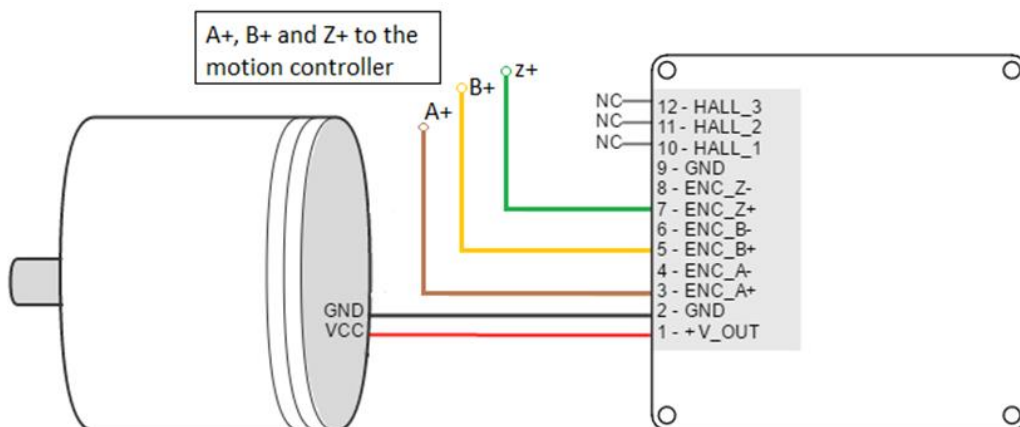 A+, B+ and Z+ to the
motion controller
A+
B+
z+
NC
NC
NC
12 - HALL_3
11 - HALL_2
10 - HALL_1
9 - GND
8 - ENC_Z-
7 - ENC_Z+
6 - ENC_B-
5 - ENC_B+
4 - ENC_A-
3 - ENC_A+
2 - GND
1 - +V_OUT
GND
VCC